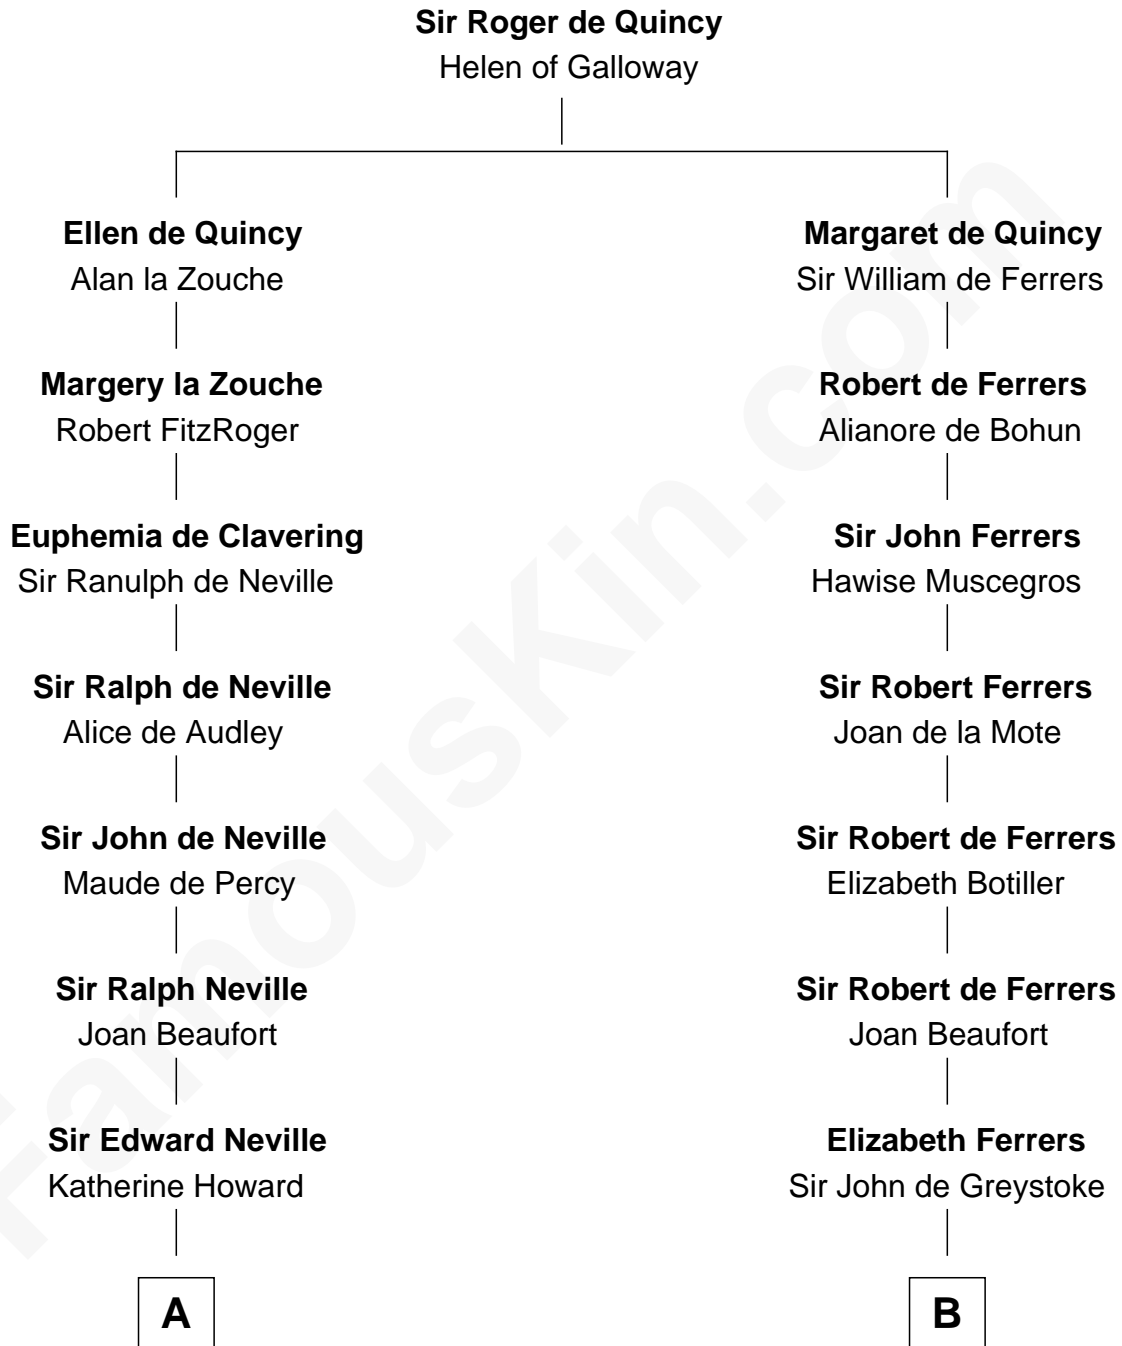 Sir Roger de Quincy
Helen of Galloway
Ellen de Quincy
Alan la Zouche
Margaret de Quincy
Sir William de Ferrers
Margery la Zouche
Robert FitzRoger
Robert de Ferrers
Alianore de Bohun
Euphemia de Clavering
Sir Ranulph de Neville
Sir John Ferrers
Hawise Muscegros
Sir Ralph de Neville
Alice de Audley
Sir Robert Ferrers
Joan de la Mote
Sir John de Neville
Maude de Percy
Sir Robert de Ferrers
Elizabeth Botiller
Sir Ralph Neville
Joan Beaufort
Sir Robert de Ferrers
Joan Beaufort
Sir Edward Neville
Katherine Howard
Elizabeth Ferrers
Sir John de Greystoke
A
B
FamousKin.com